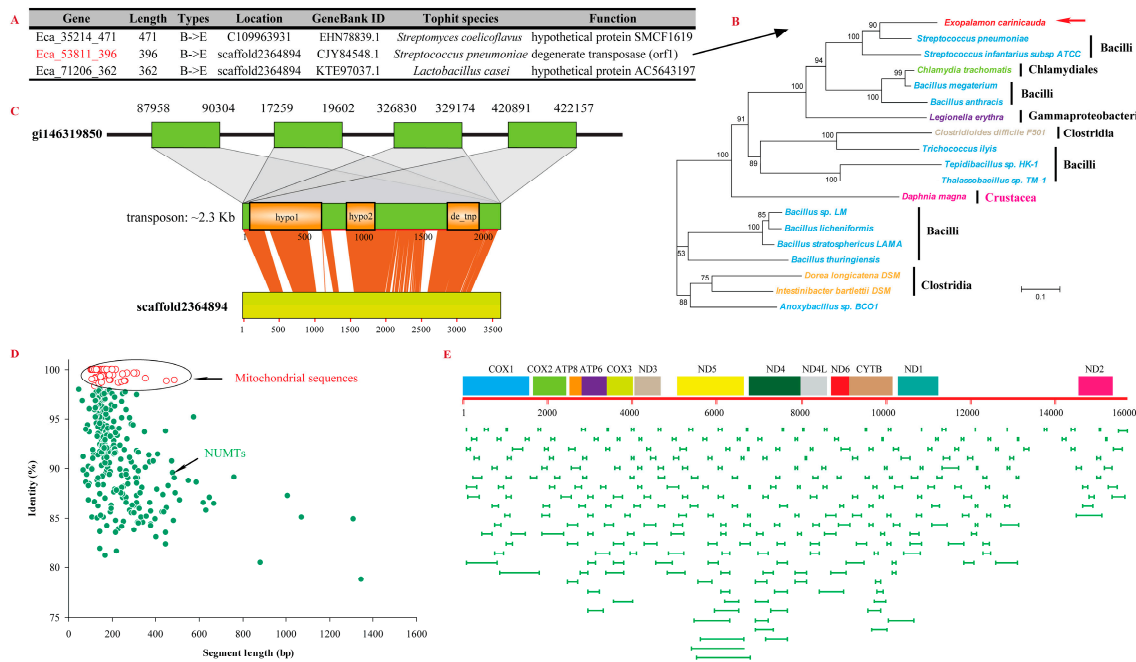 A
Gene Length Types Location GeneBank ID Tophit species Function
Eca_35214_471 471 B->E C109963931 EHN78839.1 Streptomyces coelicoflavus hypothetical protein SMCF1619
Eca_53811_396 396 B->E scaffold2364894 CJY84548.1 Streptococcus pneumoniae degenerate transposase (orf1)
Eca_71206_362 362 B->E scaffold2364894 KTE97037.1 Lactobacillus casei hypothetical protein AC5643197
B
90 Exopalamon carinicauda
100 Streptococcus pneumoniae
Streptococcus infantarius subsp ATCC
Bacilli
94
99 Chlamydia trachomatis Chlamydiales
100 Bacillus megaterium
Bacillus anthracis
Bacilli
91
Legionella erythra Gammaproteobacteri
100 Clostridioides difficile P501 Clostridia
89 Trichococcus ilyis
100 Tepidibacillus sp. HK-1
Thalassobacillus sp. TM-1
Bacilli
100
Daphnia magna Crustacea
85 Bacillus sp. LM
100 Bacillus licheniformis
Bacillus stratosphericus LAMA
Bacillus thuringiensis
Bacilli
53
75 Dorea longicatena DSM
Intestinibacter bartlettii DSM
Clostridia
88 Anoxybacillus sp. BCO1
0.1
C
87958 90304 17259 19602 326830 329174 420891 422157
gi146319850
transposon: ~2.3 Kb
hypo1 hypo2 de_tnp
1 500 1000 1500 2000
scaffold2364894
1 500 1000 1500 2000 2500 3000 3500
D
Identity (%)
100
95
90
85
80
75
Mitochondrial sequences
NUMTs
0 200 400 600 800 1000 1200 1400 1600
Segment length (bp)
E
COX1 COX2 ATP8 ATP6 COX3 ND3 ND5 ND4 ND4L ND6 CYTB ND1 ND2
1 2000 4000 6000 8000 10000 12000 14000 16000